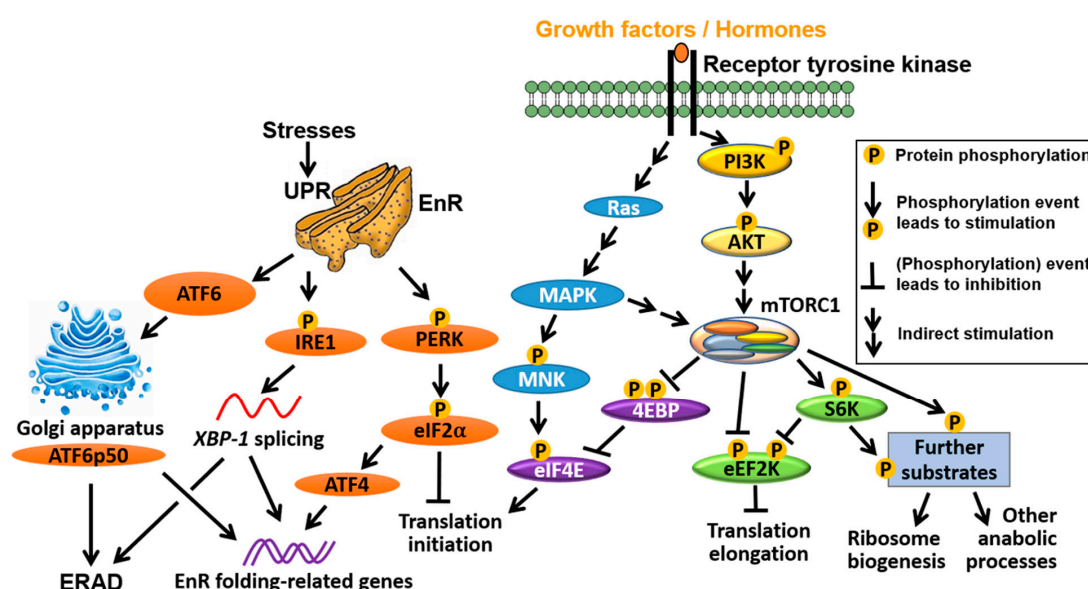 Growth factors / Hormones
Receptor tyrosine kinase
Stresses
UPR
EnR
P
PI3K
P
Protein phosphorylation
Phosphorylation event
leads to stimulation
P
(Phosphorylation) event
leads to inhibition
Indirect stimulation
Ras
P
AKT
ATF6
MAPK
mTORC1
P
IRE1
P
PERK
P
MNK
P P
4EBP
P
S6K
Golgi apparatus
ATF6p50
XBP-1 splicing
P
eIF2α
P
eIF4E
P P
eEF2K
P
P
Further
substrates
ATF4
Translation
initiation
Translation
elongation
Ribosome
biogenesis
Other
anabolic
processes
ERAD
EnR folding-related genes